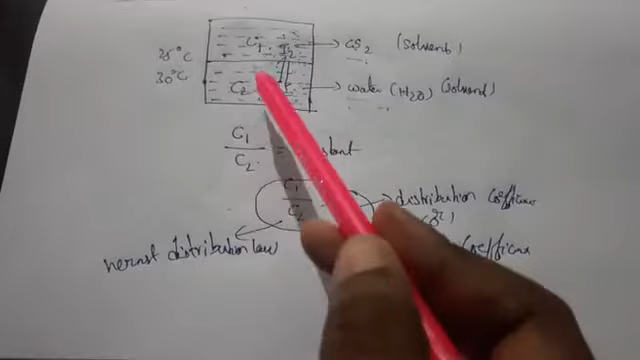 25°C
30°C
C1
I2
CS2 (solvent)
C2
water (H2O) (solvent)
C1
C2 =
C1
C2
distribution
nernst distribution law